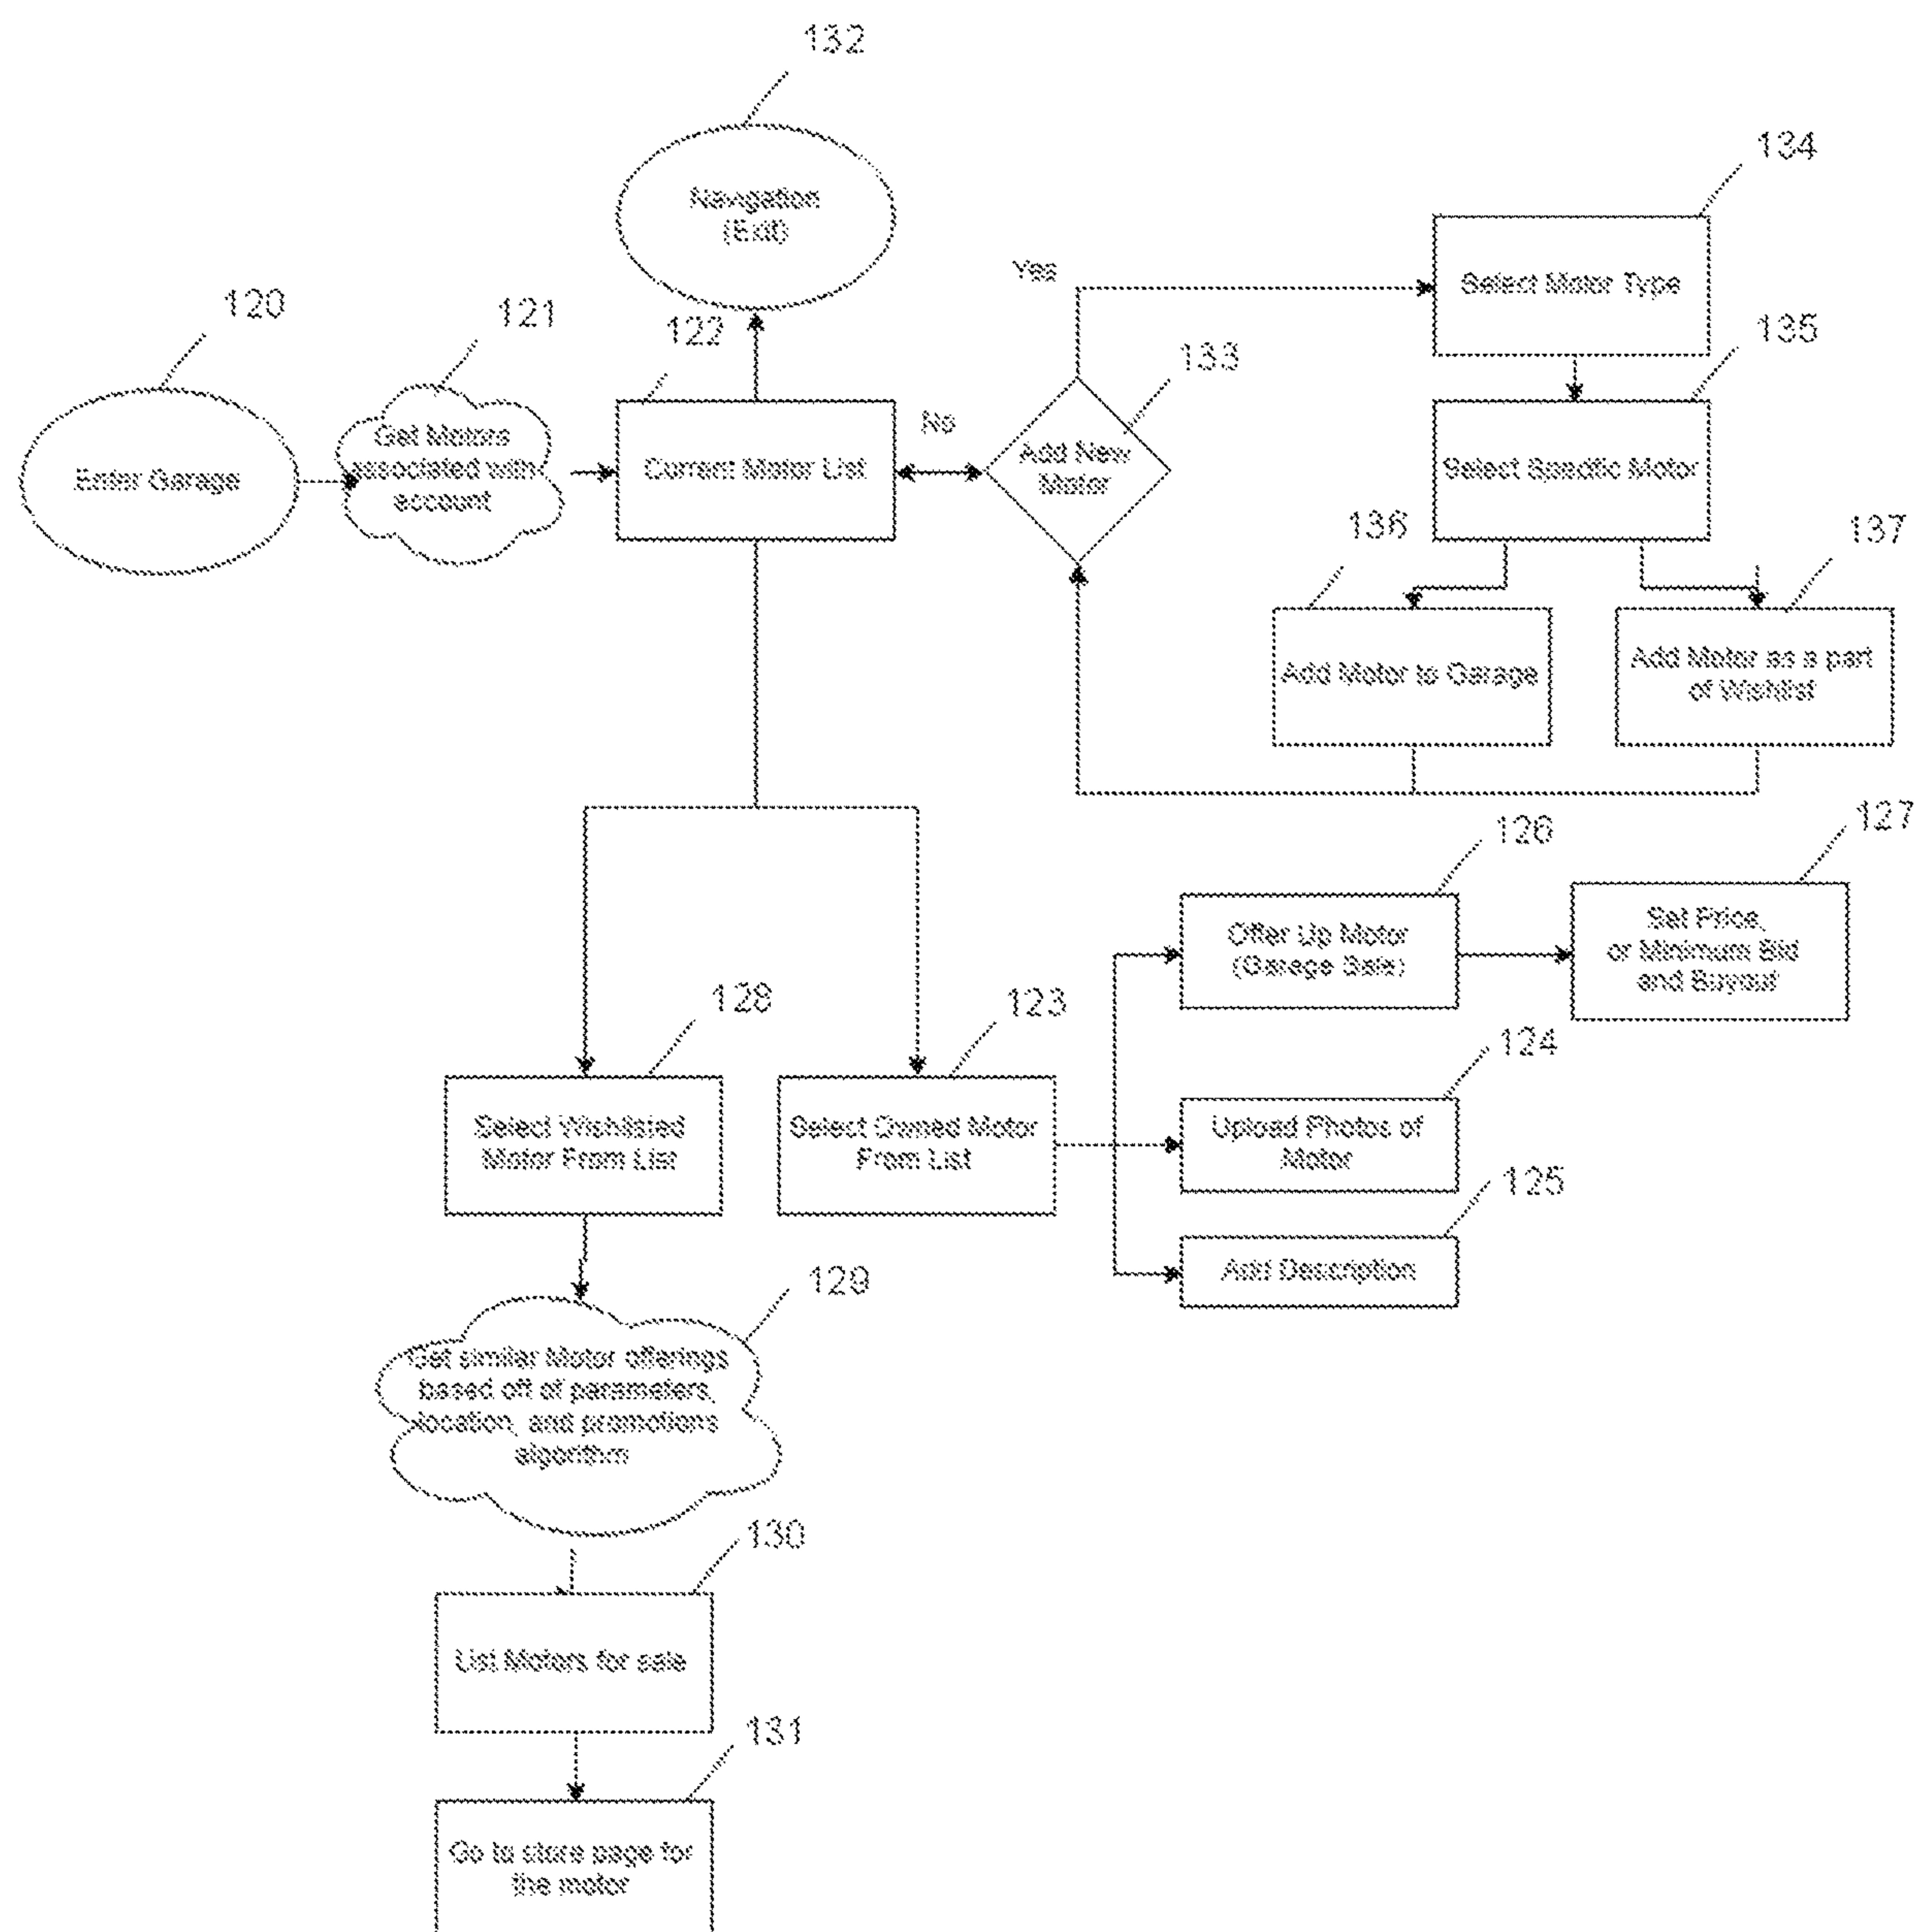 132
Navigation
(Exit)
134
Select Motor Type
Yes
120
Enter Garage
121
Get Motors
associated with
account
122
Current Motor List
No
133
Add New
Motor
135
Select Specific Motor
136
Add Motor to Garage
137
Add Motor as a part
of Wishlist
126
Offer Up Motor
(Garage Sale)
127
Set Price,
or Minimum Bid
and Buyout
128
Select Wishlisted
Motor From List
123
Select Owned Motor
From List
124
Upload Photos of
Motor
125
Add Description
129
Get similar Motor offerings
based off of parameters,
location, and promotions
algorithm
130
List Motors for sale
131
Go to store page for
the motor